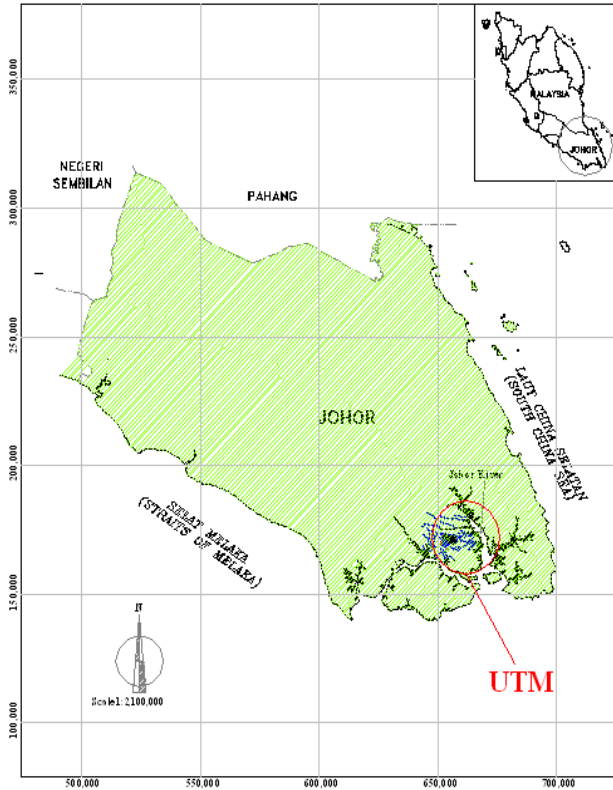 350,000
300,000
250,000
200,000
150,000
100,000
MALAYSIA
JOHOR
NEGERI
SEMBILAN
PAHANG
LAUT CHINA SELATAN
(SOUTH CHINA SEA)
JOHOR
Johor River
SELAT MELAKA
(STRAITS OF MELAKA)
N
Scale1:2,100,000
UTM
500,000
550,000
600,000
650,000
700,000